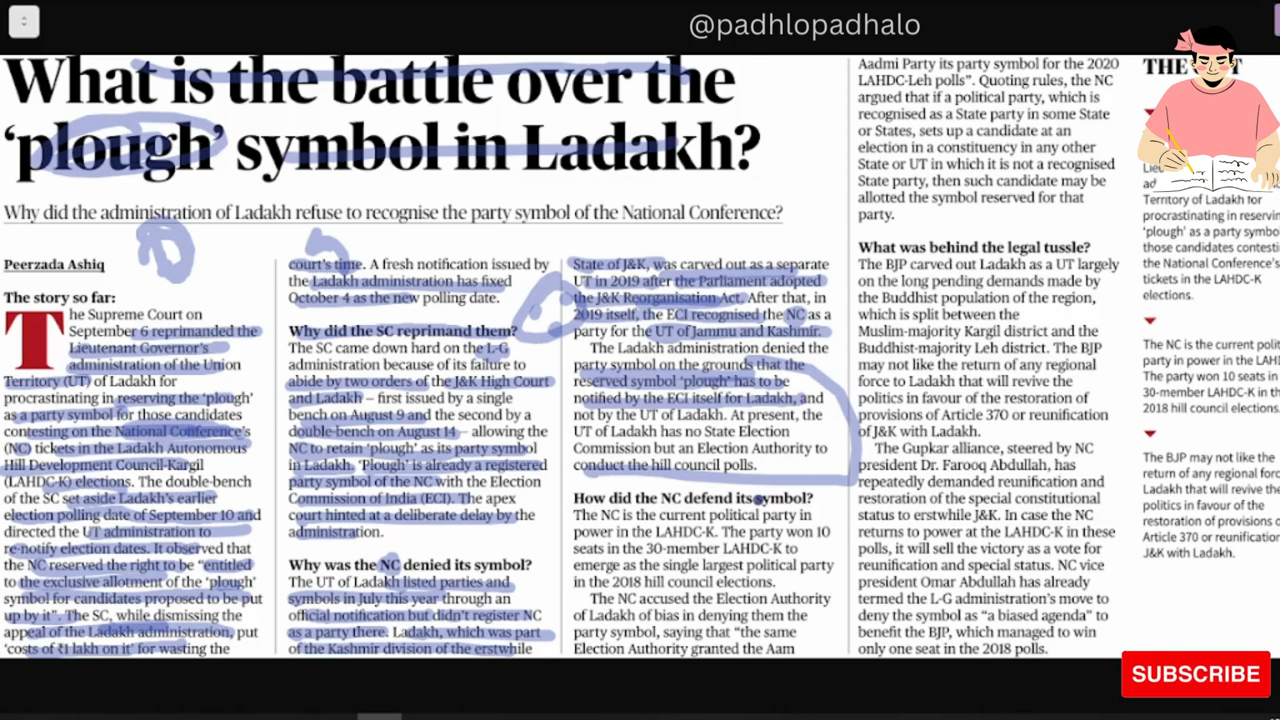 @padhlopadhalo
What is the battle over the
‘plough’ symbol in Ladakh?
Why did the administration of Ladakh refuse to recognise the party symbol of the National Conference?
Peerzada Ashiq
The story so far:
The Supreme Court on
September 6 reprimanded the
Lieutenant Governor’s
administration of the Union
Territory (UT) of Ladakh for
procrastinating in reserving the ‘plough’
as a party symbol for those candidates
contesting on the National Conference’s
(NC) tickets in the Ladakh Autonomous
Hill Development Council-Kargil
(LAHDC-K) elections. The double-bench
of the SC set aside Ladakh’s earlier
election polling date of September 10 and
directed the UT administration to
re-notify election dates. It observed that
the NC reserved the right to be “entitled
to the exclusive allotment of the ‘plough’
symbol for candidates proposed to be put
up by it”. The SC, while dismissing the
appeal of the Ladakh administration, put
‘costs of ₹1 lakh on it’ for wasting the
court’s time. A fresh notification issued by
the Ladakh administration has fixed
October 4 as the new polling date.
Why did the SC reprimand them?
The SC came down hard on the L-G
administration because of its failure to
abide by two orders of the J&K High Court
and Ladakh – first issued by a single
bench on August 9 and the second by a
double-bench on August 14 – allowing the
NC to retain ‘plough’ as its party symbol
in Ladakh. ‘Plough’ is already a registered
party symbol of the NC with the Election
Commission of India (ECI). The apex
court hinted at a deliberate delay by the
administration.
Why was the NC denied its symbol?
The UT of Ladakh listed parties and
symbols in July this year through an
official notification but didn’t register NC
as a party there. Ladakh, which was part
of the Kashmir division of the erstwhile
State of J&K, was carved out as a separate
UT in 2019 after the Parliament adopted
the J&K Reorganisation Act. After that, in
2019 itself, the ECI recognised the NC as a
party for the UT of Jammu and Kashmir.
The Ladakh administration denied the
party symbol on the grounds that the
reserved symbol ‘plough’ has to be
notified by the ECI itself for Ladakh, and
not by the UT of Ladakh. At present, the
UT of Ladakh has no State Election
Commission but an Election Authority to
conduct the hill council polls.
How did the NC defend its symbol?
The NC is the current political party in
power in the LAHDC-K. The party won 10
seats in the 30-member LAHDC-K to
emerge as the single largest political party
in the 2018 hill council elections.
The NC accused the Election Authority
of Ladakh of bias in denying them the
party symbol, saying that “the same
Election Authority granted the Aam
Aadmi Party its party symbol for the 2020
LAHDC-Leh polls”. Quoting rules, the NC
argued that if a political party, which is
recognised as a State party in some State
or States, sets up a candidate at an
election in a constituency in any other
State or UT in which it is not a recognised
State party, then such candidate may be
allotted the symbol reserved for that
party.
What was behind the legal tussle?
The BJP carved out Ladakh as a UT largely
on the long pending demands made by
the Buddhist population of the region,
which is split between the
Muslim-majority Kargil district and the
Buddhist-majority Leh district. The BJP
may not like the return of any regional
force to Ladakh that will revive the
politics in favour of the restoration of
provisions of Article 370 or reunification
of J&K with Ladakh.
The Gupkar alliance, steered by NC
president Dr. Farooq Abdullah, has
repeatedly demanded reunification and
restoration of the special constitutional
status to erstwhile J&K. In case the NC
returns to power at the LAHDC-K in these
polls, it will sell the victory as a vote for
reunification and special status. NC vice
president Omar Abdullah has already
termed the L-G administration’s move to
deny the symbol as “a biased agenda” to
benefit the BJP, which managed to win
only one seat in the 2018 polls.
THE
Territory of Ladakh for
procrastinating in reservin
‘plough’ as a party symbo
those candidates contesti
the National Conference’s
tickets in the LAHDC-K
elections.
The NC is the current polit
party in power in the LAHD
The party won 10 seats in
30-member LAHDC-K in th
2018 hill council elections.
The BJP may not like the
return of any regional forc
Ladakh that will revive the
politics in favour of the
restoration of provisions o
Article 370 or reunification
J&K with Ladakh.
SUBSCRIBE